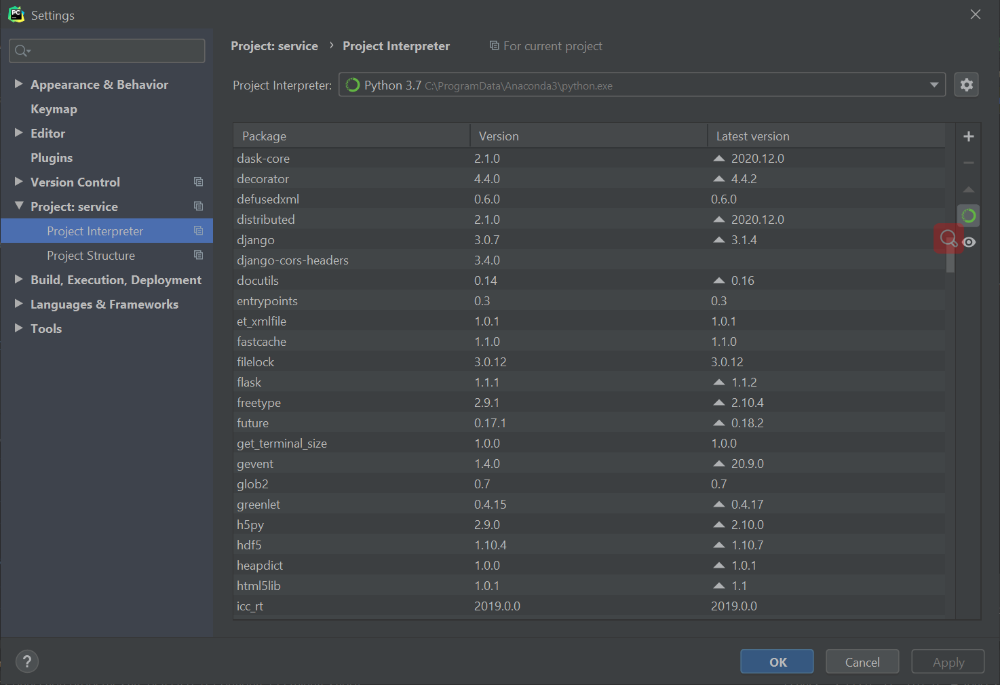 Settings
Project: service › Project Interpreter For current project
Appearance & Behavior
Keymap
Editor
Plugins
Version Control
Project: service
Project Interpreter
Project Structure
Build, Execution, Deployment
Languages & Frameworks
Tools
Project Interpreter: Python 3.7 C:\ProgramData\Anaconda3\python.exe
Package Version Latest version
dask-core 2.1.0 2020.12.0
decorator 4.4.0 4.4.2
defusedxml 0.6.0 0.6.0
distributed 2.1.0 2020.12.0
django 3.0.7 3.1.4
django-cors-headers 3.4.0
docutils 0.14 0.16
entrypoints 0.3 0.3
et_xmlfile 1.0.1 1.0.1
fastcache 1.1.0 1.1.0
filelock 3.0.12 3.0.12
flask 1.1.1 1.1.2
freetype 2.9.1 2.10.4
future 0.17.1 0.18.2
get_terminal_size 1.0.0 1.0.0
gevent 1.4.0 20.9.0
glob2 0.7 0.7
greenlet 0.4.15 0.4.17
h5py 2.9.0 2.10.0
hdf5 1.10.4 1.10.7
heapdict 1.0.0 1.0.1
html5lib 1.0.1 1.1
icc_rt 2019.0.0 2019.0.0
? OK Cancel Apply